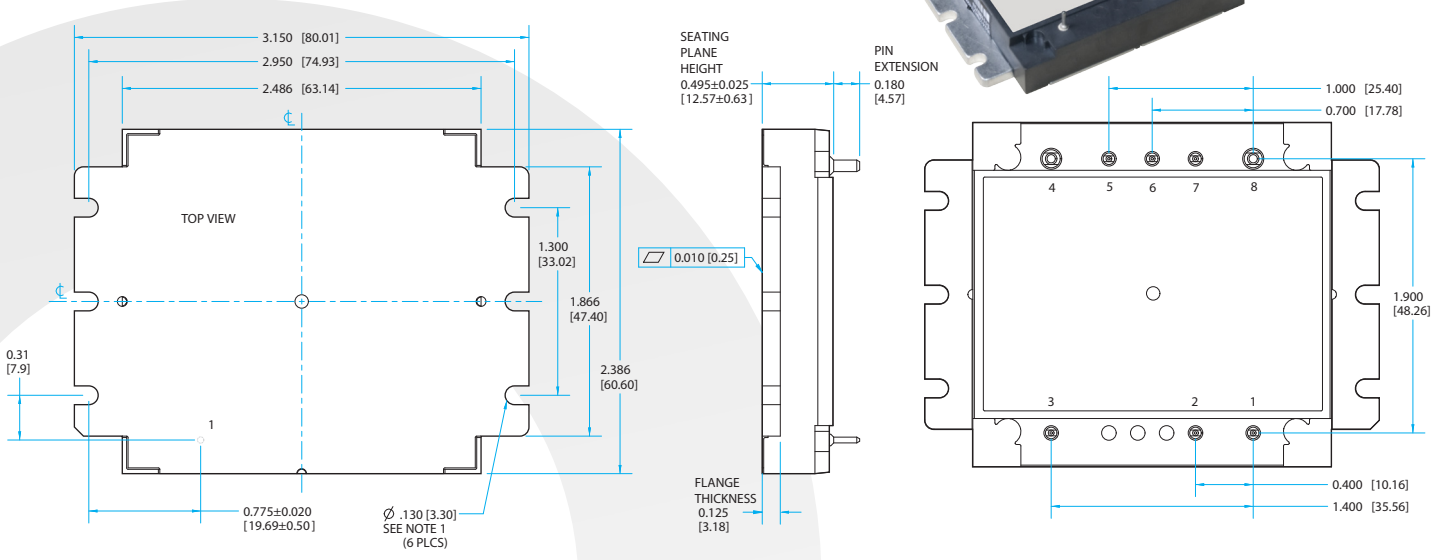 3.150 [80.01]
2.950 [74.93]
2.486 [63.14]
℄
℄
TOP VIEW
1.300
[33.02]
1.866
[47.40]
2.386
[60.60]
0.31
[7.9]
1
0.775±0.020
[19.69±0.50]
Ø .130 [3.30]
SEE NOTE 1
(6 PLCS)
SEATING
PLANE
HEIGHT
0.495±0.025
[12.57±0.63]
PIN
EXTENSION
0.180
[4.57]
⏥ 0.010 [0.25]
FLANGE
THICKNESS
0.125
[3.18]
1.000 [25.40]
0.700 [17.78]
4 5 6 7 8
1.900
[48.26]
3 2 1
0.400 [10.16]
1.400 [35.56]